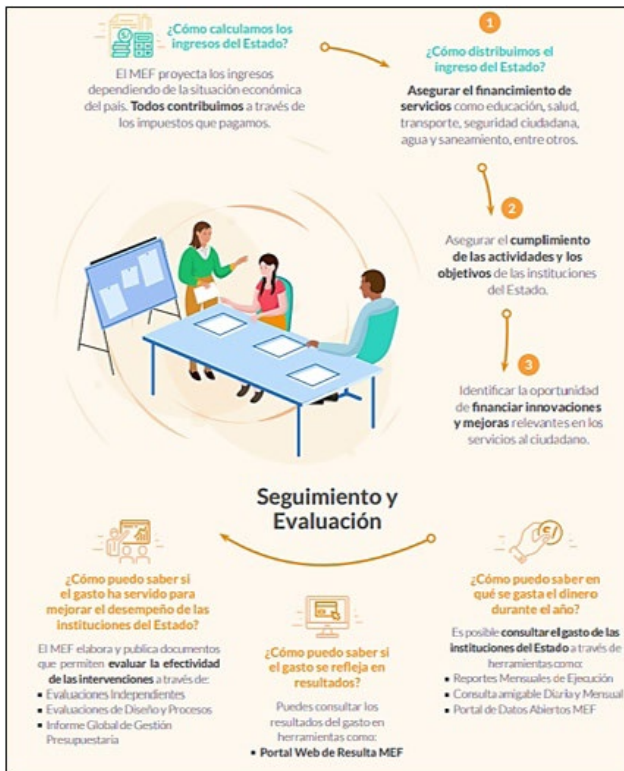 ¿Cómo calculamos los
ingresos del Estado?
El MEF proyecta los ingresos
dependiendo de la situación económica
del país. Todos contribuimos a través de
los impuestos que pagamos.
1
¿Cómo distribuimos el
ingreso del Estado?
Asegurar el financimiento de
servicios como educación, salud,
transporte, seguridad ciudadana,
agua y saneamiento, entre otros.
2
Asegurar el cumplimiento
de las actividades y los
objetivos de las instituciones
del Estado.
3
Identificar la oportunidad
de financiar innovaciones
y mejoras relevantes en los
servicios al ciudadano.
Seguimiento y
Evaluación
¿Cómo puedo saber si
el gasto ha servido para
mejorar el desempeño de las
instituciones del Estado?
El MEF elabora y publica documentos
que permiten evaluar la efectividad
de las intervenciones a través de:
▪ Evaluaciones Independientes
▪ Evaluaciones de Diseño y Procesos
▪ Informe Global de Gestión
Presupuestaria
¿Cómo puedo saber si
el gasto se refleja en
resultados?
Puedes consultar los
resultados del gasto en
herramientas como:
▪ Portal Web de Resulta MEF
S/
¿Cómo puedo saber en
qué se gasta el dinero
durante el año?
Es posible consultar el gasto de las
instituciones del Estado a través de
herramientas como:
▪ Reportes Mensuales de Ejecución
▪ Consulta amigable Diario y Mensual
▪ Portal de Datos Abiertos MEF